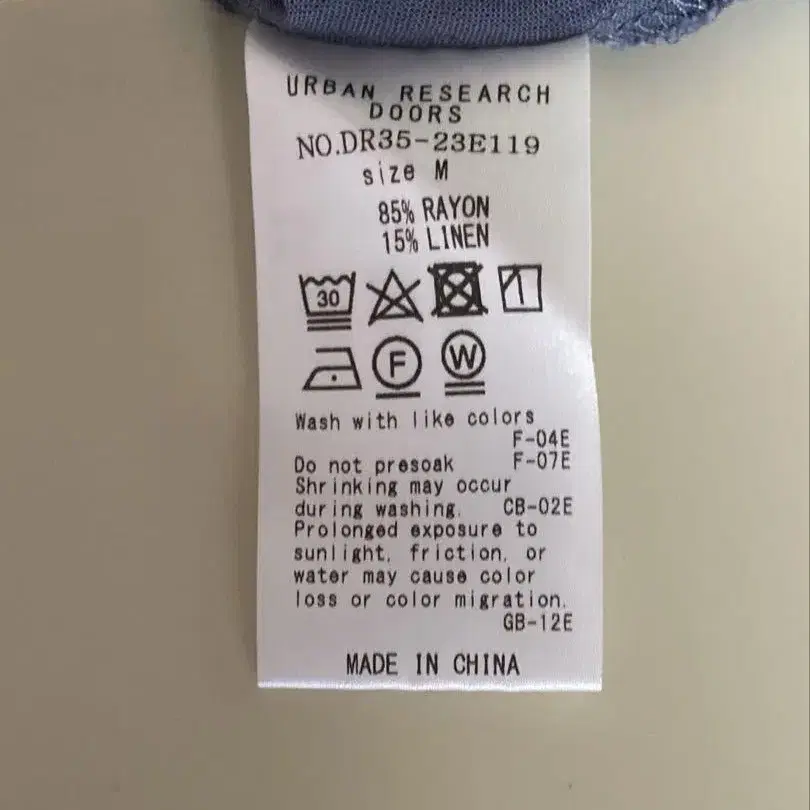 URBAN RESEARCH
DOORS
NO.DR35-23E119
size M
85% RAYON
15% LINEN
30
F W
Wash with like colors
F-04E
Do not presoak F-07E
Shrinking may occur
during washing. CB-02E
Prolonged exposure to
sunlight, friction, or
water may cause color
loss or color migration.
GB-12E
MADE IN CHINA